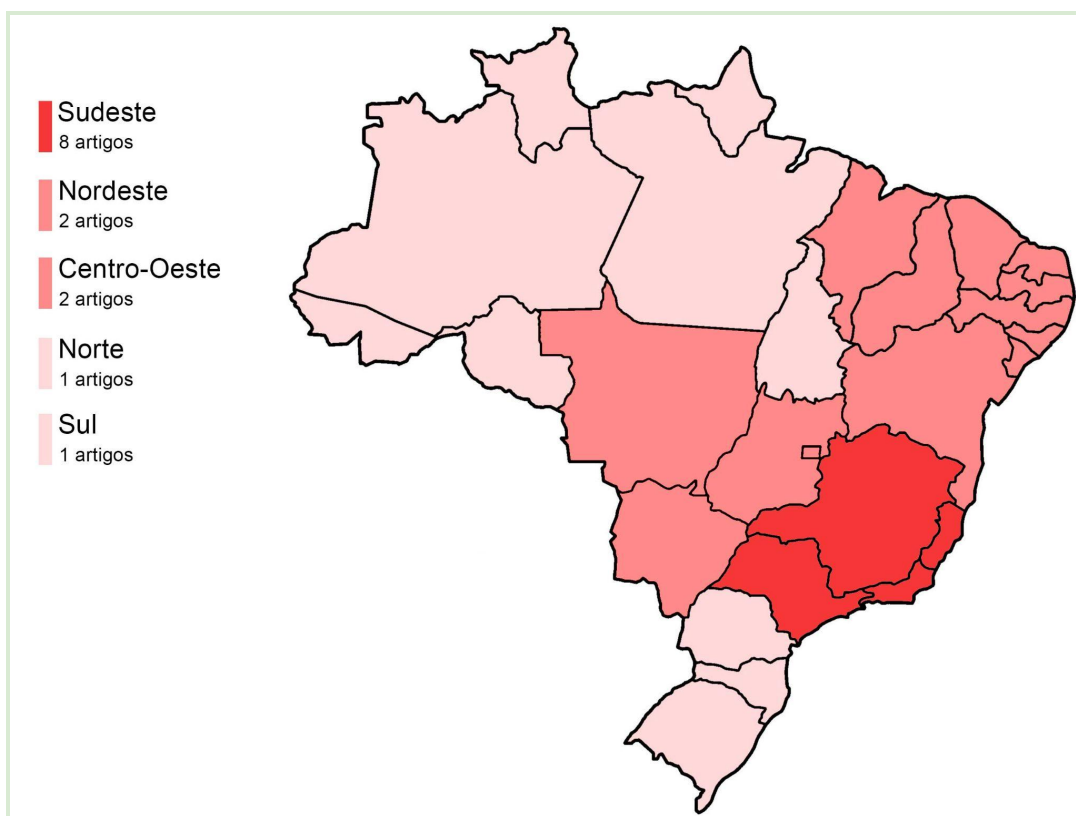 Sudeste
8 artigos
Nordeste
2 artigos
Centro-Oeste
2 artigos
Norte
1 artigos
Sul
1 artigos